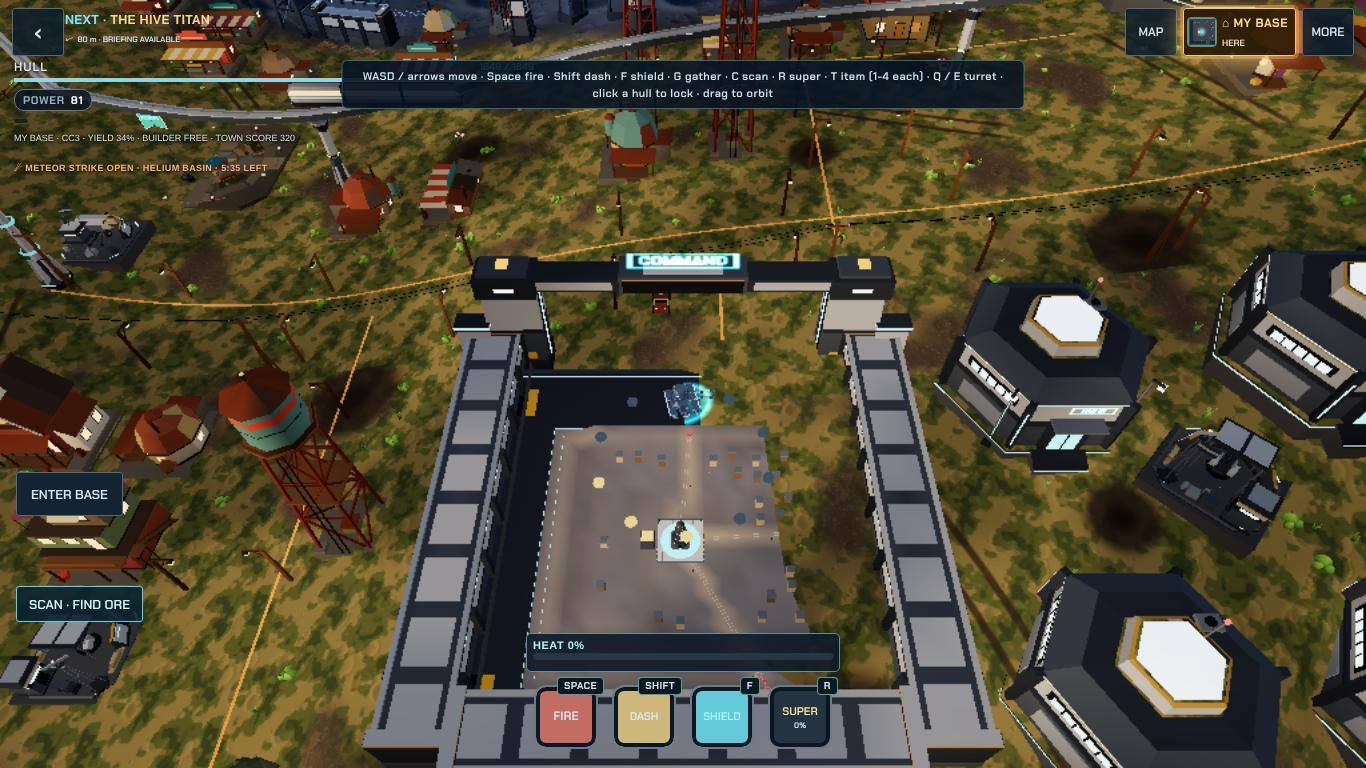 ‹
NEXT · THE HIVE TITAN
80 m · BRIEFING AVAILABLE
HULL
POWER 81
MY BASE · CC3 · YIELD 34% · BUILDER FREE · TOWN SCORE 320
METEOR STRIKE OPEN · HELIUM BASIN · 5:35 LEFT
WASD / arrows move · Space fire · Shift dash · F shield · G gather · C scan · R super · T item (1-4 each) · Q / E turret ·
click a hull to lock · drag to orbit
MAP
⌂ MY BASE
HERE
MORE
COMMAND
ENTER BASE
SCAN · FIND ORE
HEAT 0%
SPACE
FIRE
SHIFT
DASH
F
SHIELD
R
SUPER
0%